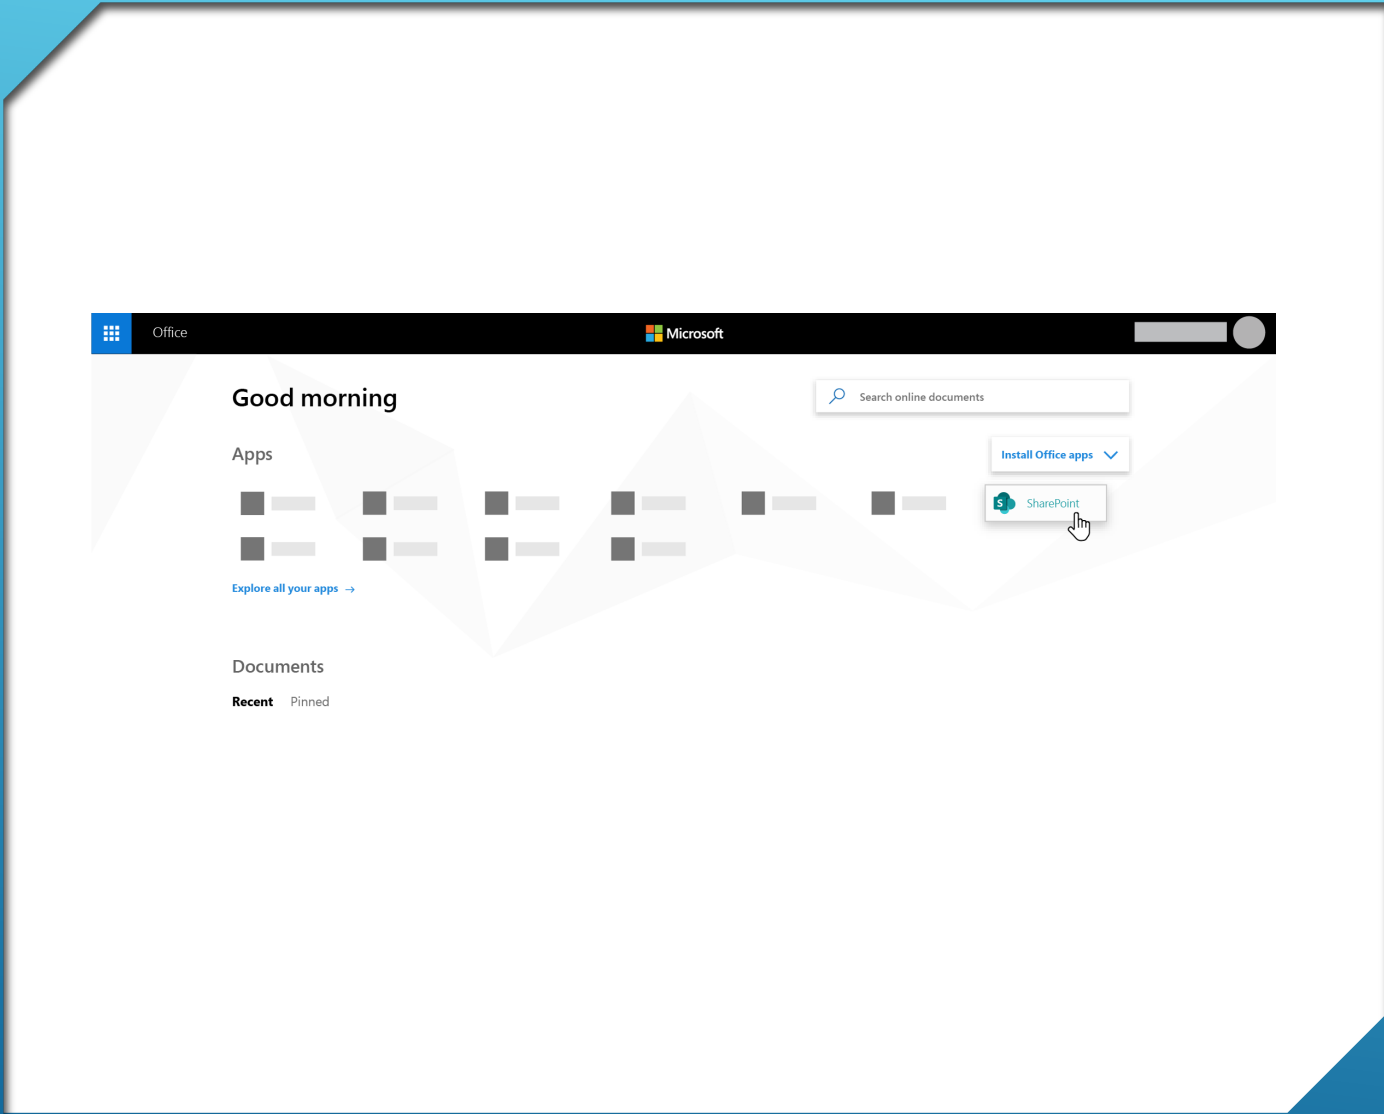 Office
Microsoft
Good morning
Search online documents
Apps
Install Office apps
S SharePoint
Explore all your apps →
Documents
Recent Pinned